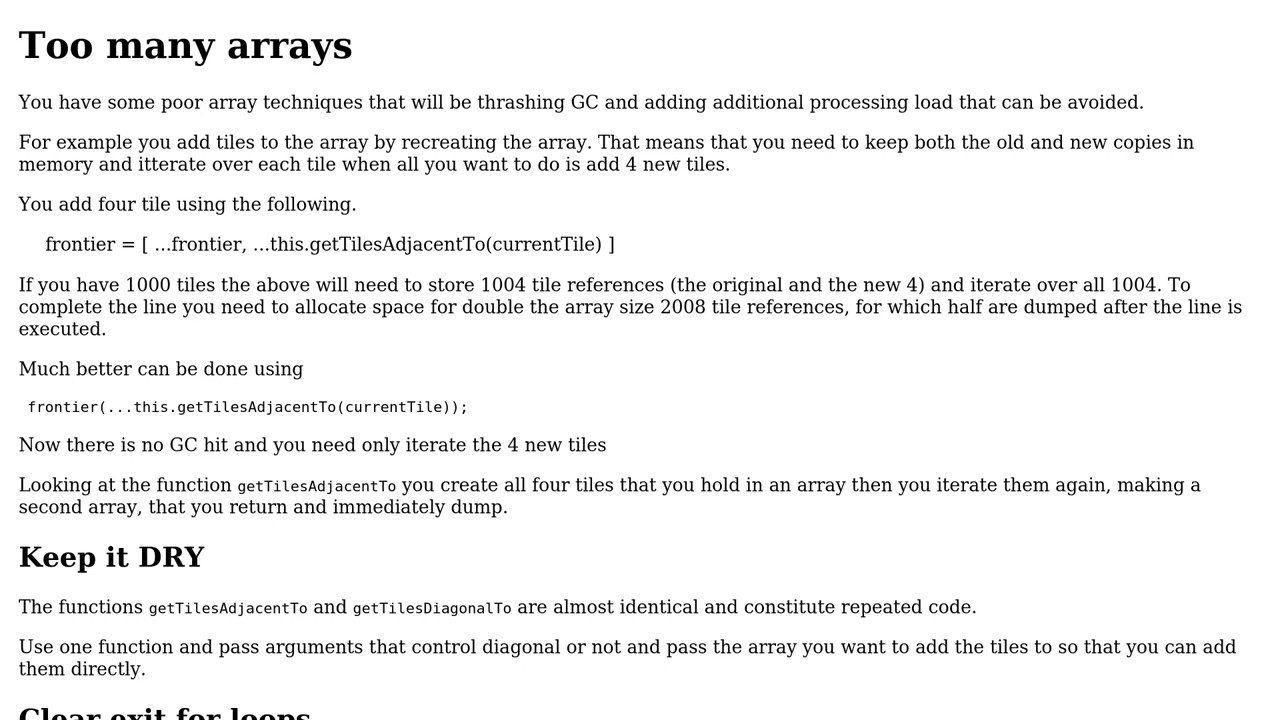 Too many arrays
You have some poor array techniques that will be thrashing GC and adding additional processing load that can be avoided.
For example you add tiles to the array by recreating the array. That means that you need to keep both the old and new copies in
memory and itterate over each tile when all you want to do is add 4 new tiles.
You add four tile using the following.
frontier = [ ...frontier, ...this.getTilesAdjacentTo(currentTile) ]
If you have 1000 tiles the above will need to store 1004 tile references (the original and the new 4) and iterate over all 1004. To
complete the line you need to allocate space for double the array size 2008 tile references, for which half are dumped after the line is
executed.
Much better can be done using
frontier(...this.getTilesAdjacentTo(currentTile));
Now there is no GC hit and you need only iterate the 4 new tiles
Looking at the function getTilesAdjacentTo you create all four tiles that you hold in an array then you iterate them again, making a
second array, that you return and immediately dump.
Keep it DRY
The functions getTilesAdjacentTo and getTilesDiagonalTo are almost identical and constitute repeated code.
Use one function and pass arguments that control diagonal or not and pass the array you want to add the tiles to so that you can add
them directly.
Clear exit for loops